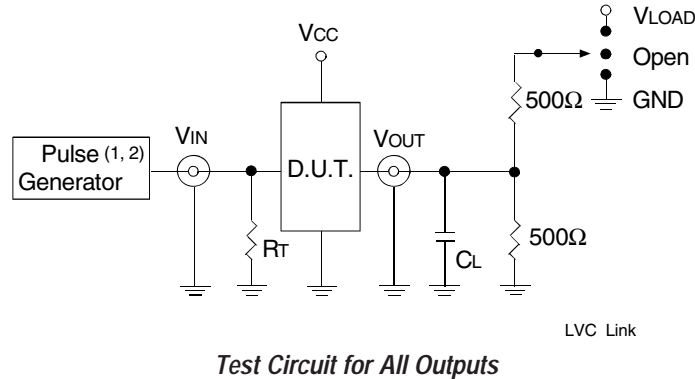 VLOAD
VCC
Open
500Ω
GND
VIN
VOUT
Pulse (1, 2)
Generator
D.U.T.
RT
CL
500Ω
LVC Link
Test Circuit for All Outputs